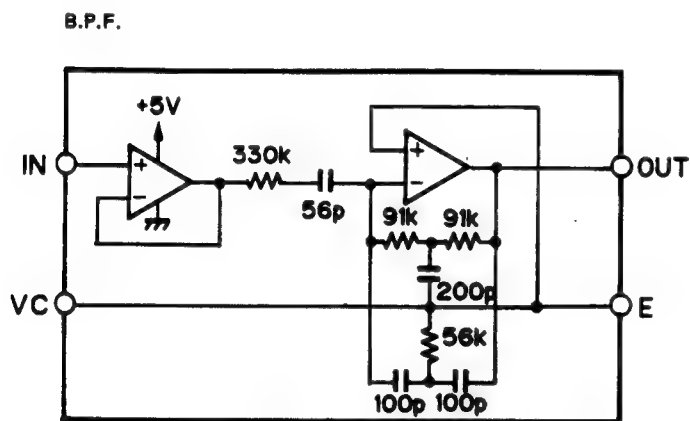 B.P.F.
+5V
IN
+
-
330k
56p
+
-
OUT
91k
91k
200p
VC
E
56k
100p
100p